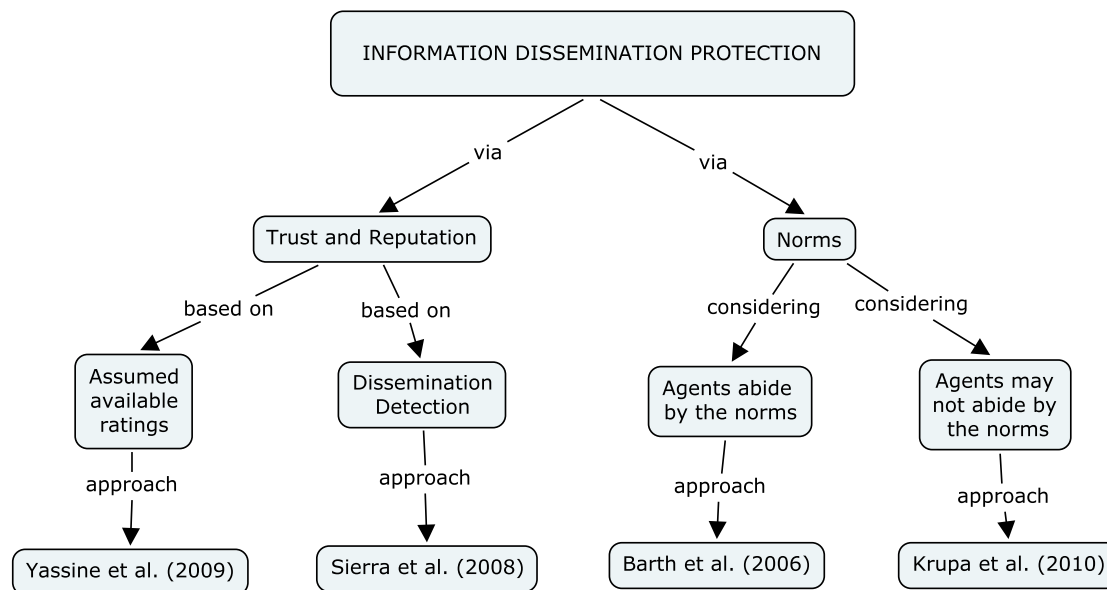 INFORMATION DISSEMINATION PROTECTION
via
via
Trust and Reputation
Norms
based on
based on
considering
considering
Assumed
available
ratings
Dissemination
Detection
Agents abide
by the norms
Agents may
not abide by
the norms
approach
approach
approach
approach
Yassine et al. (2009)
Sierra et al. (2008)
Barth et al. (2006)
Krupa et al. (2010)